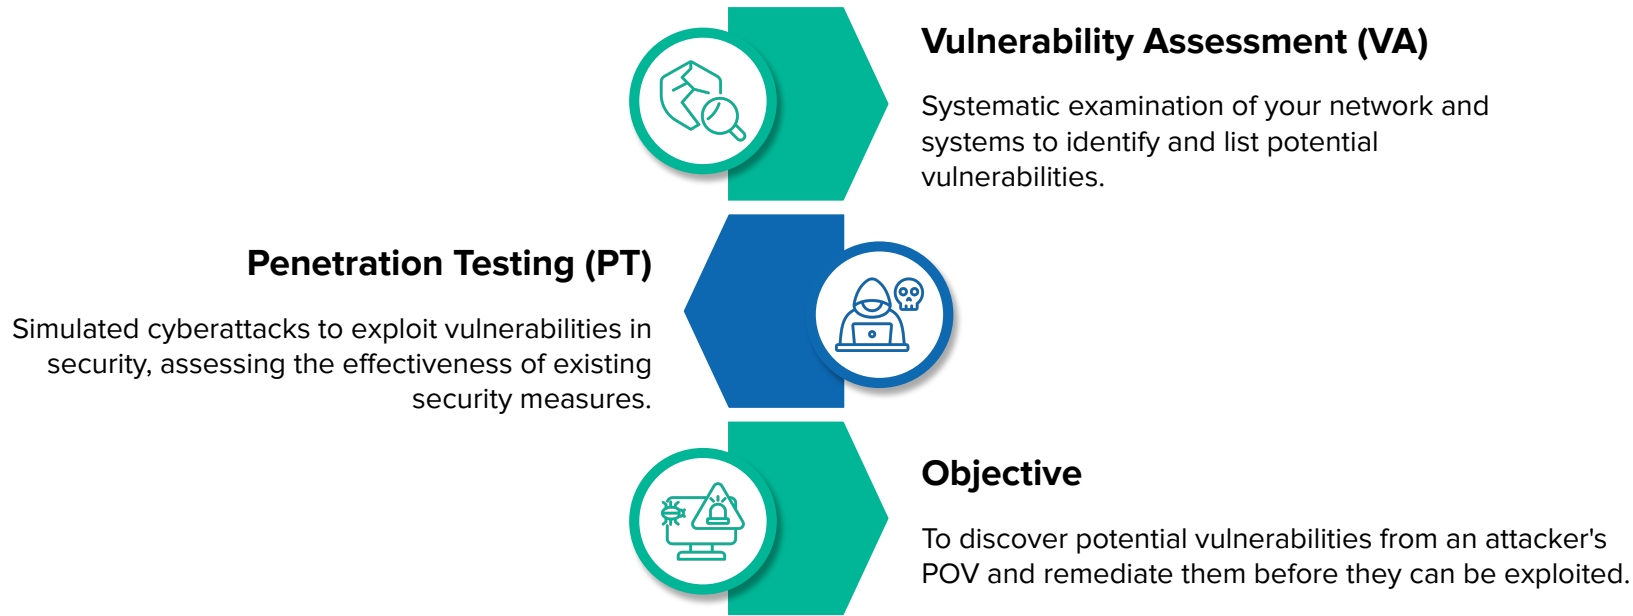 Vulnerability Assessment (VA)
Systematic examination of your network and
systems to identify and list potential
vulnerabilities.
Penetration Testing (PT)
Simulated cyberattacks to exploit vulnerabilities in
security, assessing the effectiveness of existing
security measures.
Objective
To discover potential vulnerabilities from an attacker's
POV and remediate them before they can be exploited.